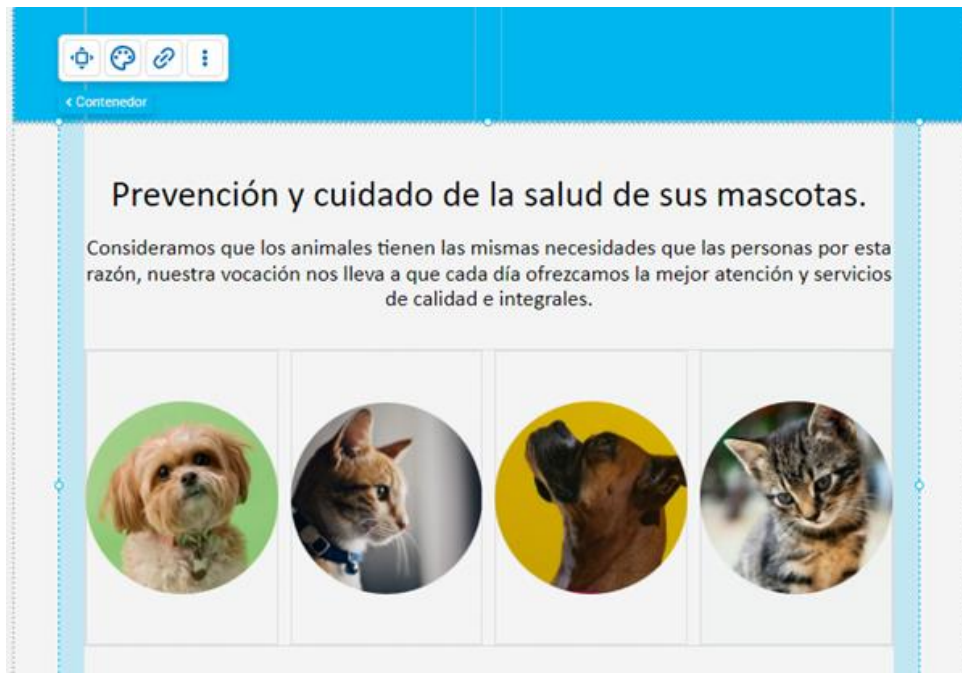 Contenedor
Prevención y cuidado de la salud de sus mascotas.
Consideramos que los animales tienen las mismas necesidades que las personas por esta
razón, nuestra vocación nos lleva a que cada día ofrezcamos la mejor atención y servicios
de calidad e integrales.